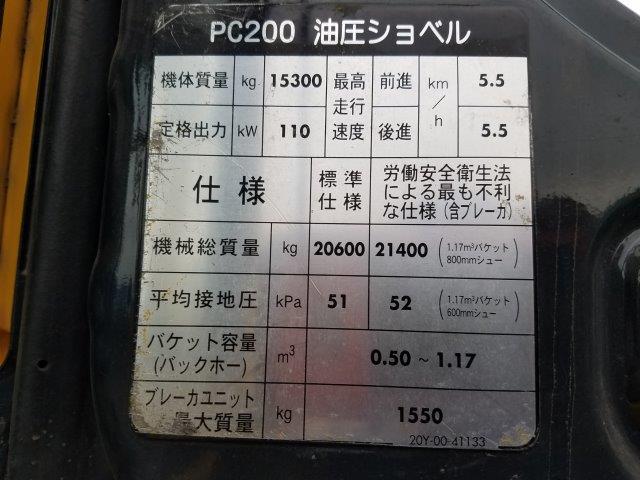 PC200 油圧ショベル
機体質量 kg 15300 最高走行速度 前進 km/h 5.5
定格出力 kW 110 後進 5.5
仕様 標準仕様 労働安全衛生法による最も不利な仕様(含ブレーカ)
機械総質量 kg 20600 21400 (1.17m³バケット 800mmシュー)
平均接地圧 kPa 51 52 (1.17m³バケット 600mmシュー)
バケット容量(バックホー) m³ 0.50~1.17
ブレーカユニット最大質量 kg 1550
20Y-00-41133